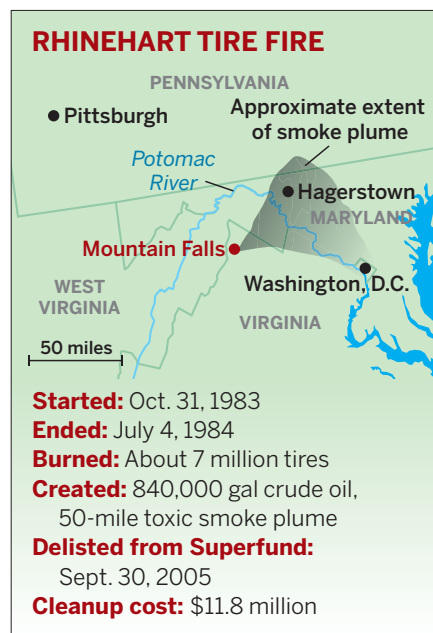 RHINEHART TIRE FIRE
PENNSYLVANIA
Pittsburgh
Approximate extent
of smoke plume
Potomac
River
Hagerstown
MARYLAND
Mountain Falls
Washington, D.C.
WEST
VIRGINIA
VIRGINIA
50 miles
Started: Oct. 31, 1983
Ended: July 4, 1984
Burned: About 7 million tires
Created: 840,000 gal crude oil,
50-mile toxic smoke plume
Delisted from Superfund:
Sept. 30, 2005
Cleanup cost: $11.8 million